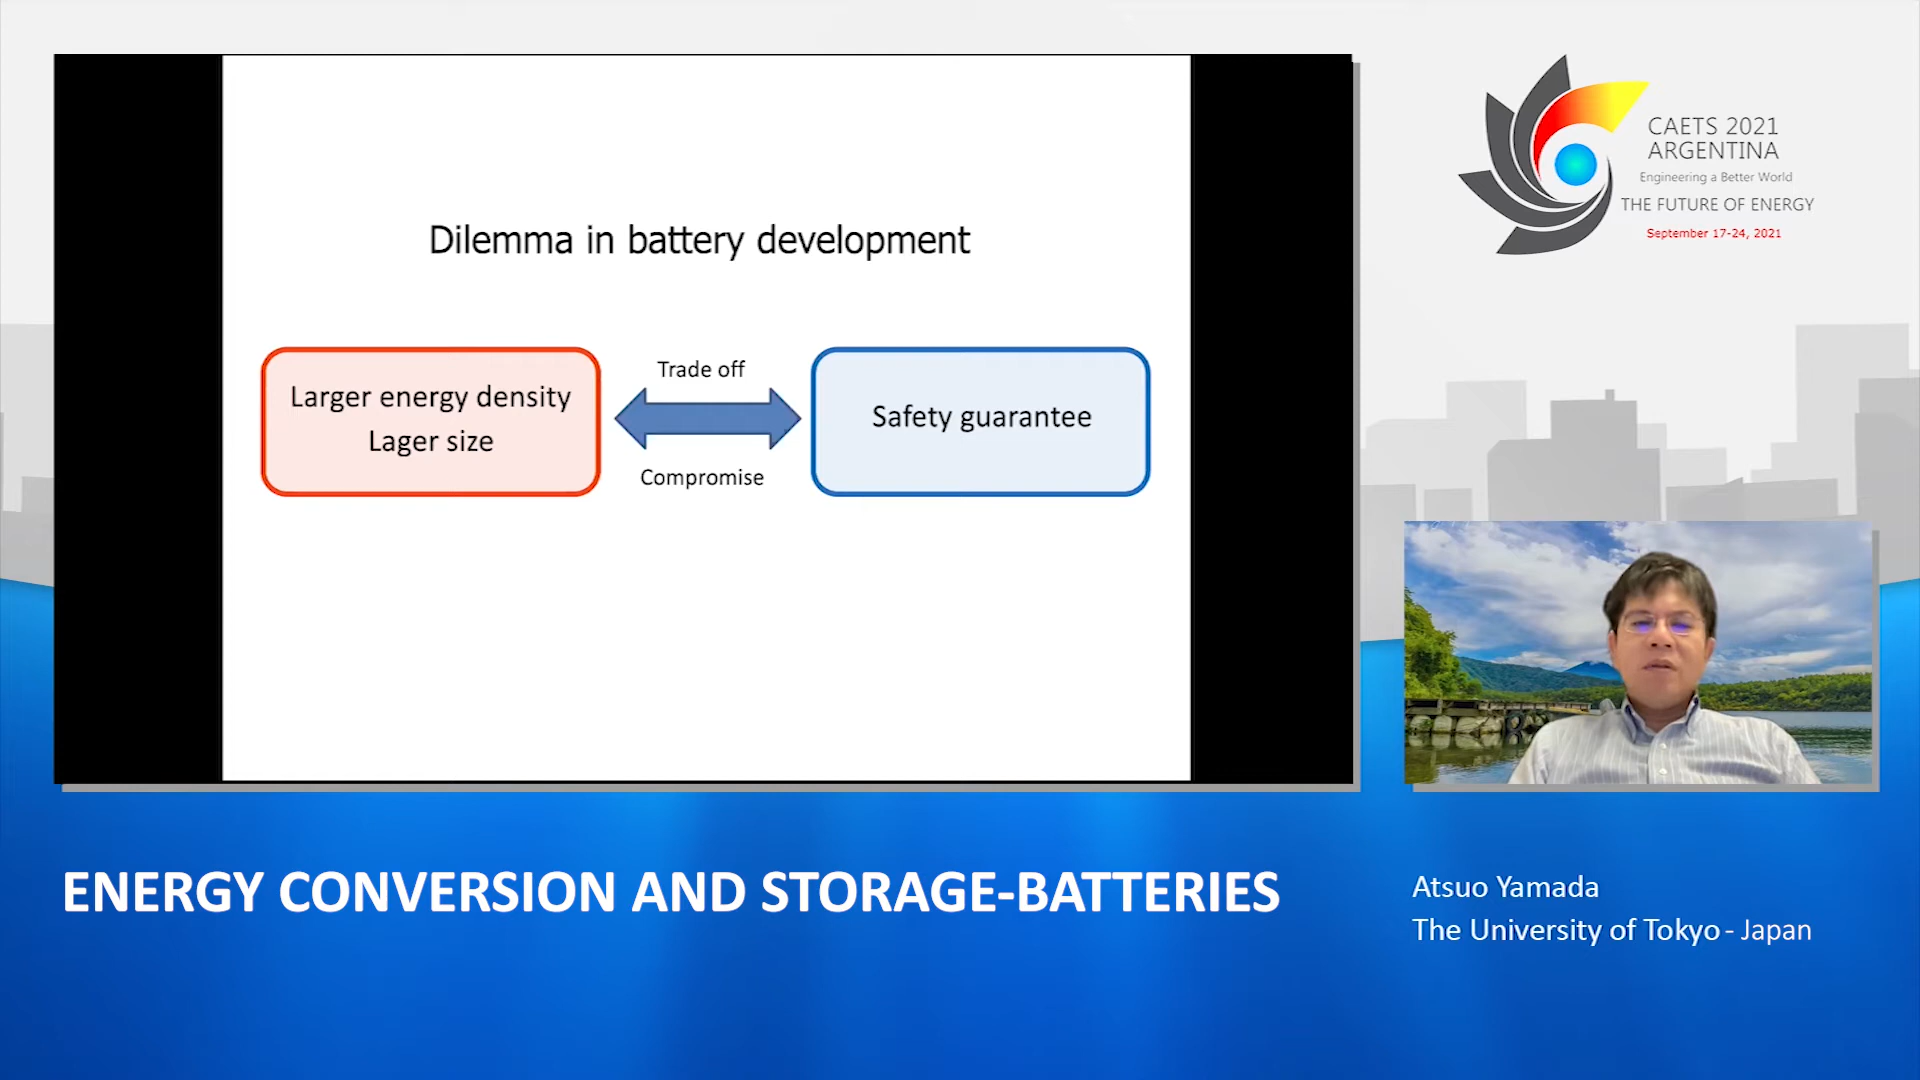 Dilemma in battery development
Larger energy density
Lager size
Trade off
Compromise
Safety guarantee
CAETS 2021
ARGENTINA
Engineering a Better World
THE FUTURE OF ENERGY
September 17-24, 2021
ENERGY CONVERSION AND STORAGE-BATTERIES
Atsuo Yamada
The University of Tokyo - Japan